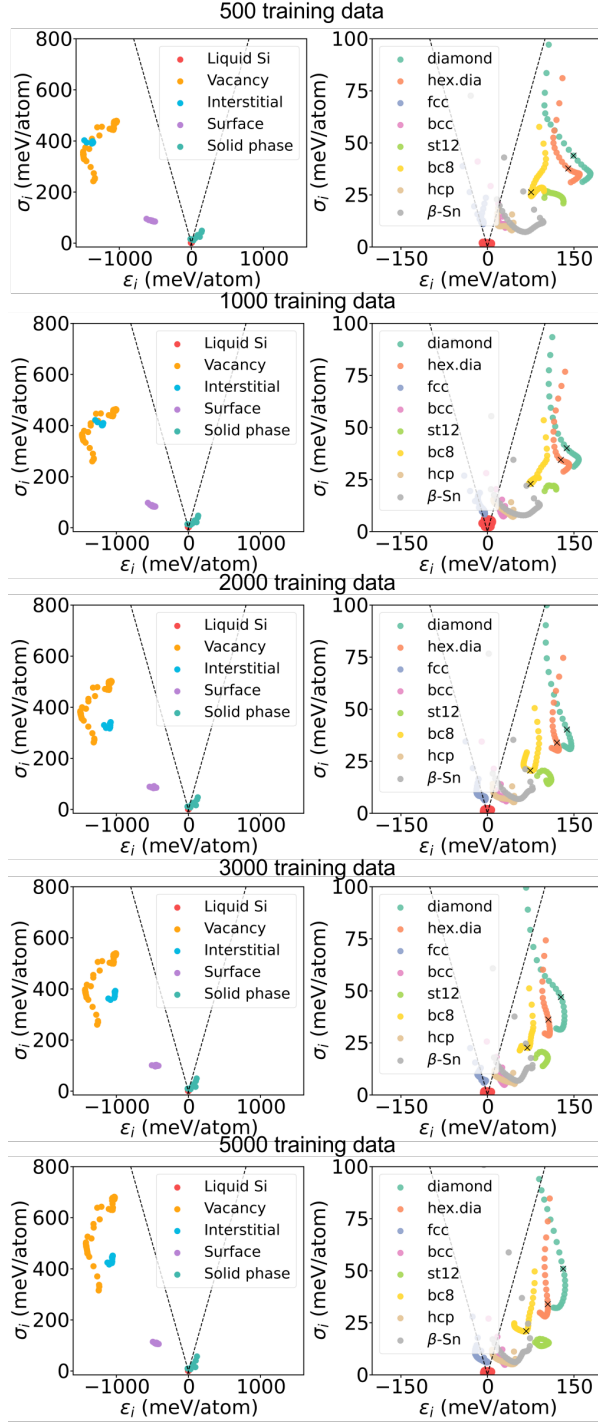 500 training data
800
600
400
200
0
σi (meV/atom)
−1000 0 1000
εi (meV/atom)
Liquid Si
Vacancy
Interstitial
Surface
Solid phase
100
75
50
25
0
σi (meV/atom)
−150 0 150
εi (meV/atom)
diamond
hex.dia
fcc
bcc
st12
bc8
hcp
β-Sn
1000 training data
800
600
400
200
0
σi (meV/atom)
−1000 0 1000
εi (meV/atom)
Liquid Si
Vacancy
Interstitial
Surface
Solid phase
100
75
50
25
0
σi (meV/atom)
−150 0 150
εi (meV/atom)
diamond
hex.dia
fcc
bcc
st12
bc8
hcp
β-Sn
2000 training data
800
600
400
200
0
σi (meV/atom)
−1000 0 1000
εi (meV/atom)
Liquid Si
Vacancy
Interstitial
Surface
Solid phase
100
75
50
25
0
σi (meV/atom)
−150 0 150
εi (meV/atom)
diamond
hex.dia
fcc
bcc
st12
bc8
hcp
β-Sn
3000 training data
800
600
400
200
0
σi (meV/atom)
−1000 0 1000
εi (meV/atom)
Liquid Si
Vacancy
Interstitial
Surface
Solid phase
100
75
50
25
0
σi (meV/atom)
−150 0 150
εi (meV/atom)
diamond
hex.dia
fcc
bcc
st12
bc8
hcp
β-Sn
5000 training data
800
600
400
200
0
σi (meV/atom)
−1000 0 1000
εi (meV/atom)
Liquid Si
Vacancy
Interstitial
Surface
Solid phase
100
75
50
25
0
σi (meV/atom)
−150 0 150
εi (meV/atom)
diamond
hex.dia
fcc
bcc
st12
bc8
hcp
β-Sn